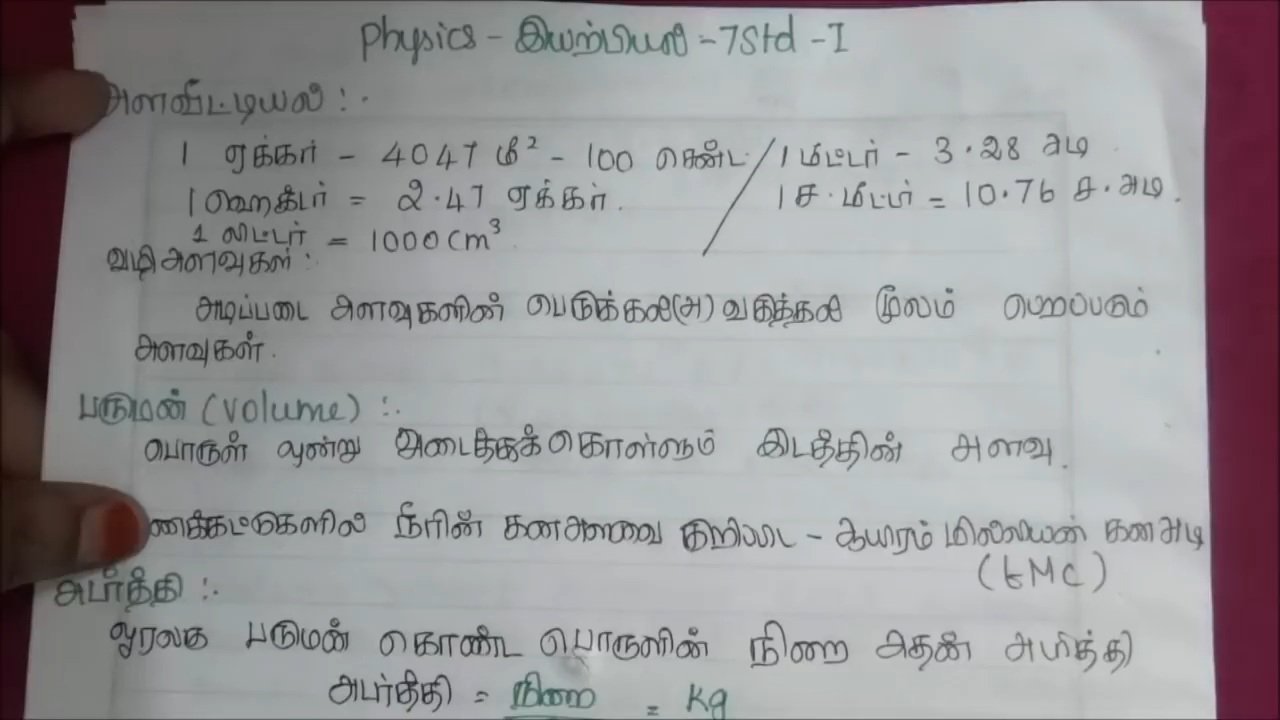 Physics - இயற்பியல் - 7Std - I
அளவீட்டியல் :-
1 ஏக்கர் - 4047 மீ² - 100 சென்ட / 1 மீட்டர் - 3.28 அடி
1 ஹெக்டர் = 2.47 ஏக்கர். 1 ச.மீட்டர் = 10.76 ச.அடி.
1 லிட்டர் = 1000 cm³
வழி அளவுகள் :
அடிப்படை அளவுகளின் பெருக்கல் (அ) வகுத்தல் மூலம் பெறப்படும்
அளவுகள்.
பருமன் (volume) :-
பொருள் ஒன்று அடைத்துக்கொள்ளும் இடத்தின் அளவு.
ணக்கட்டுகளில் நீரின் கனஅளவை குறியிட - ஆயிரம் மில்லியன் கனஅடி
(tMC)
அடர்த்தி :-
ஓரலகு பருமன் கொண்ட பொருளின் நிறை அதன் அடர்த்தி
அடர்த்தி = நிறை = Kg